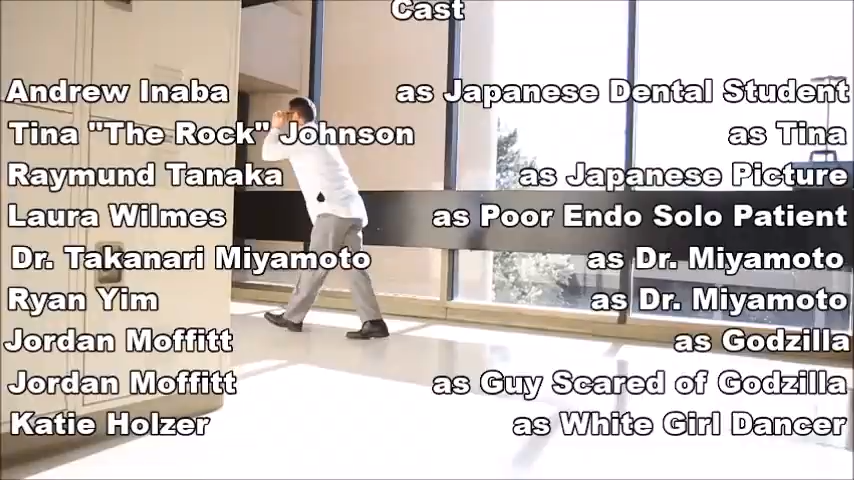 Cast
Andrew Inaba as Japanese Dental Student
Tina "The Rock" Johnson as Tina
Raymund Tanaka as Japanese Picture
Laura Wilmes as Poor Endo Solo Patient
Dr. Takanari Miyamoto as Dr. Miyamoto
Ryan Yim as Dr. Miyamoto
Jordan Moffitt as Godzilla
Jordan Moffitt as Guy Scared of Godzilla
Katie Holzer as White Girl Dancer